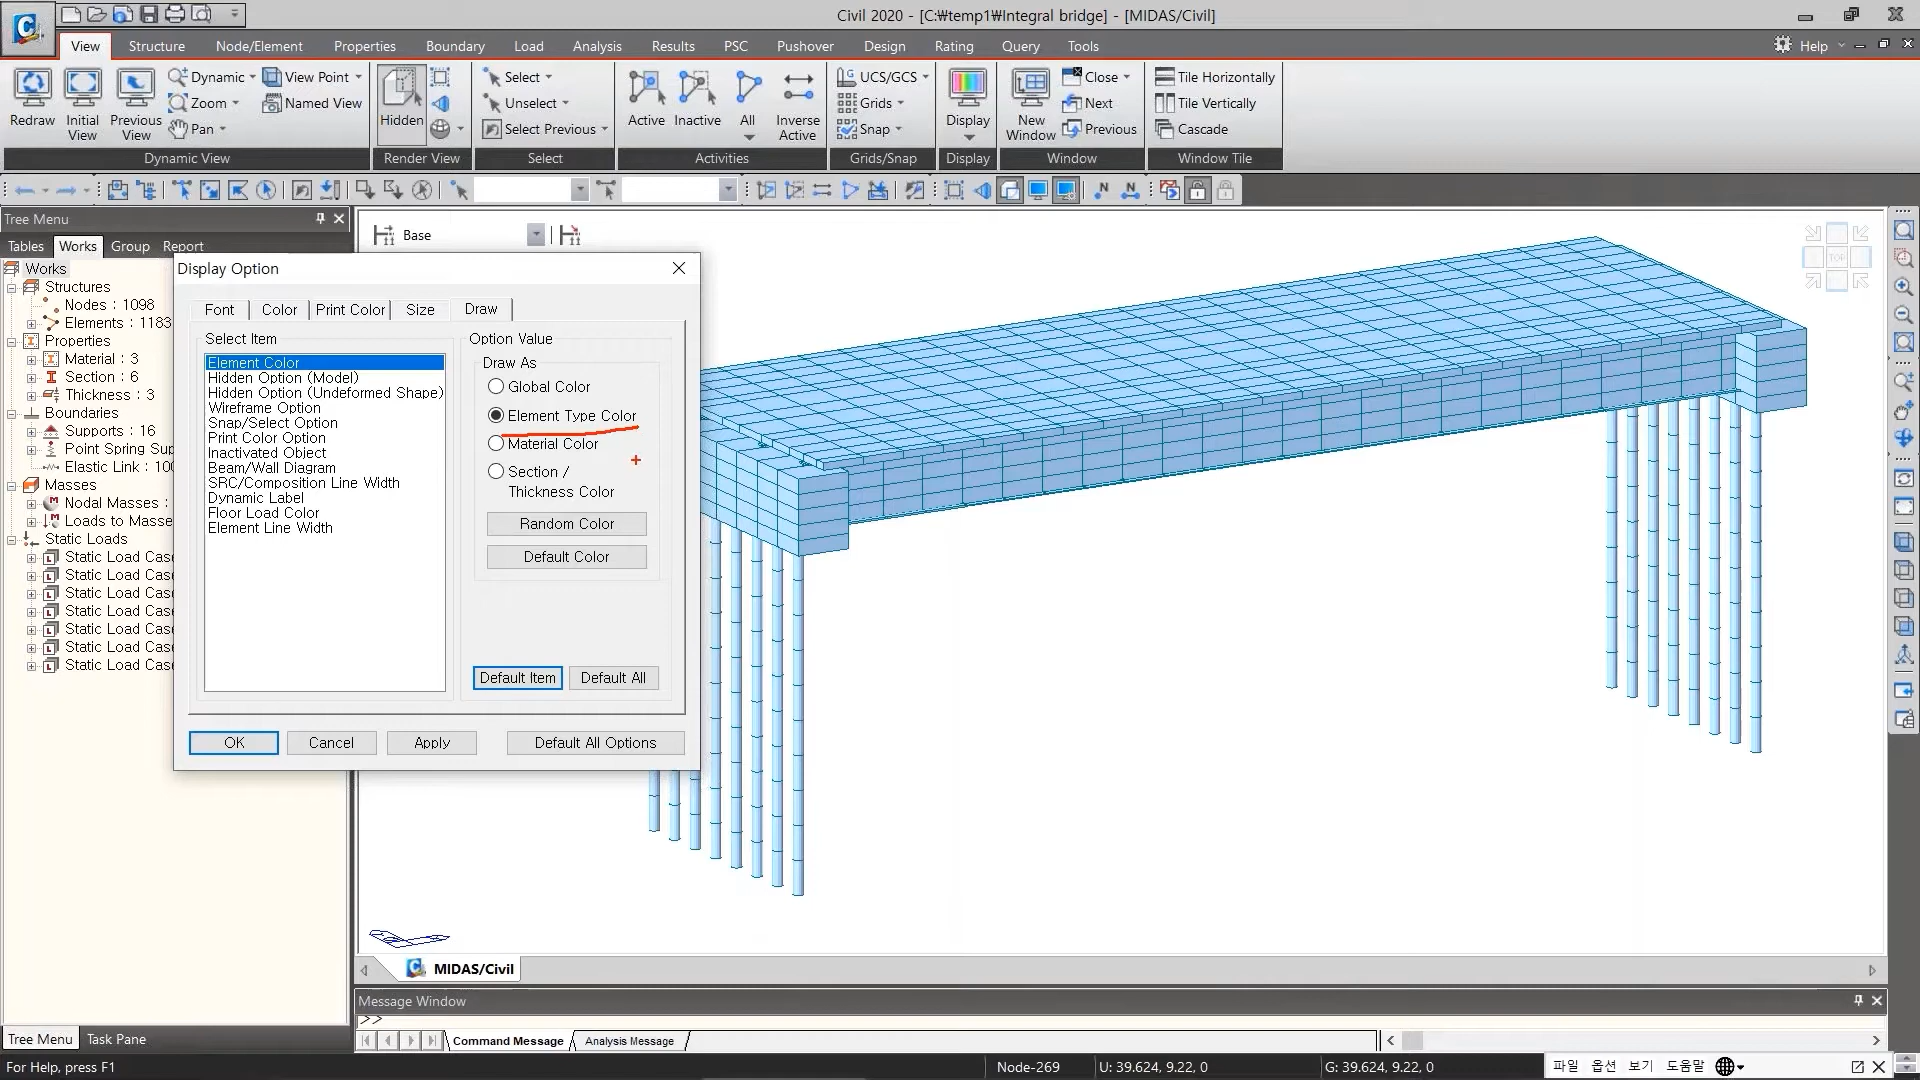 Civil 2020 - [C:₩temp1₩Integral bridge] - [MIDAS/Civil]
View Structure Node/Element Properties Boundary Load Analysis Results PSC Pushover Design Rating Query Tools Help
Redraw
Initial View
Previous View
Dynamic
Zoom
Pan
View Point
Named View
Dynamic View
Hidden
Render View
Select
Unselect
Select Previous
Select
Active
Inactive
All
Inverse Active
Activities
UCS/GCS
Grids
Snap
Grids/Snap
Display
Display
New Window
Close
Next
Previous
Window
Tile Horizontally
Tile Vertically
Cascade
Window Tile
Tree Menu
Tables Works Group Report
Works
Structures
Nodes : 1098
Elements : 1183
Properties
Material : 3
Section : 6
Thickness : 3
Boundaries
Supports : 16
Point Spring Sup
Elastic Link : 100
Masses
Nodal Masses :
Loads to Masse
Static Loads
Static Load Case
Static Load Case
Static Load Case
Static Load Case
Static Load Case
Static Load Case
Static Load Case
Base
TOP
Display Option
Font Color Print Color Size Draw
Select Item
Element Color
Hidden Option (Model)
Hidden Option (Undeformed Shape)
Wireframe Option
Snap/Select Option
Print Color Option
Inactivated Object
Beam/Wall Diagram
SRC/Composition Line Width
Dynamic Label
Floor Load Color
Element Line Width
Option Value
Draw As
Global Color
Element Type Color
Material Color
Section /
Thickness Color
Random Color
Default Color
Default Item Default All
OK Cancel Apply Default All Options
MIDAS/Civil
Message Window
>>
Command Message Analysis Message
Tree Menu Task Pane
For Help, press F1
Node-269
U: 39.624, 9.22, 0
G: 39.624, 9.22, 0
파일 옵션 보기 도움말